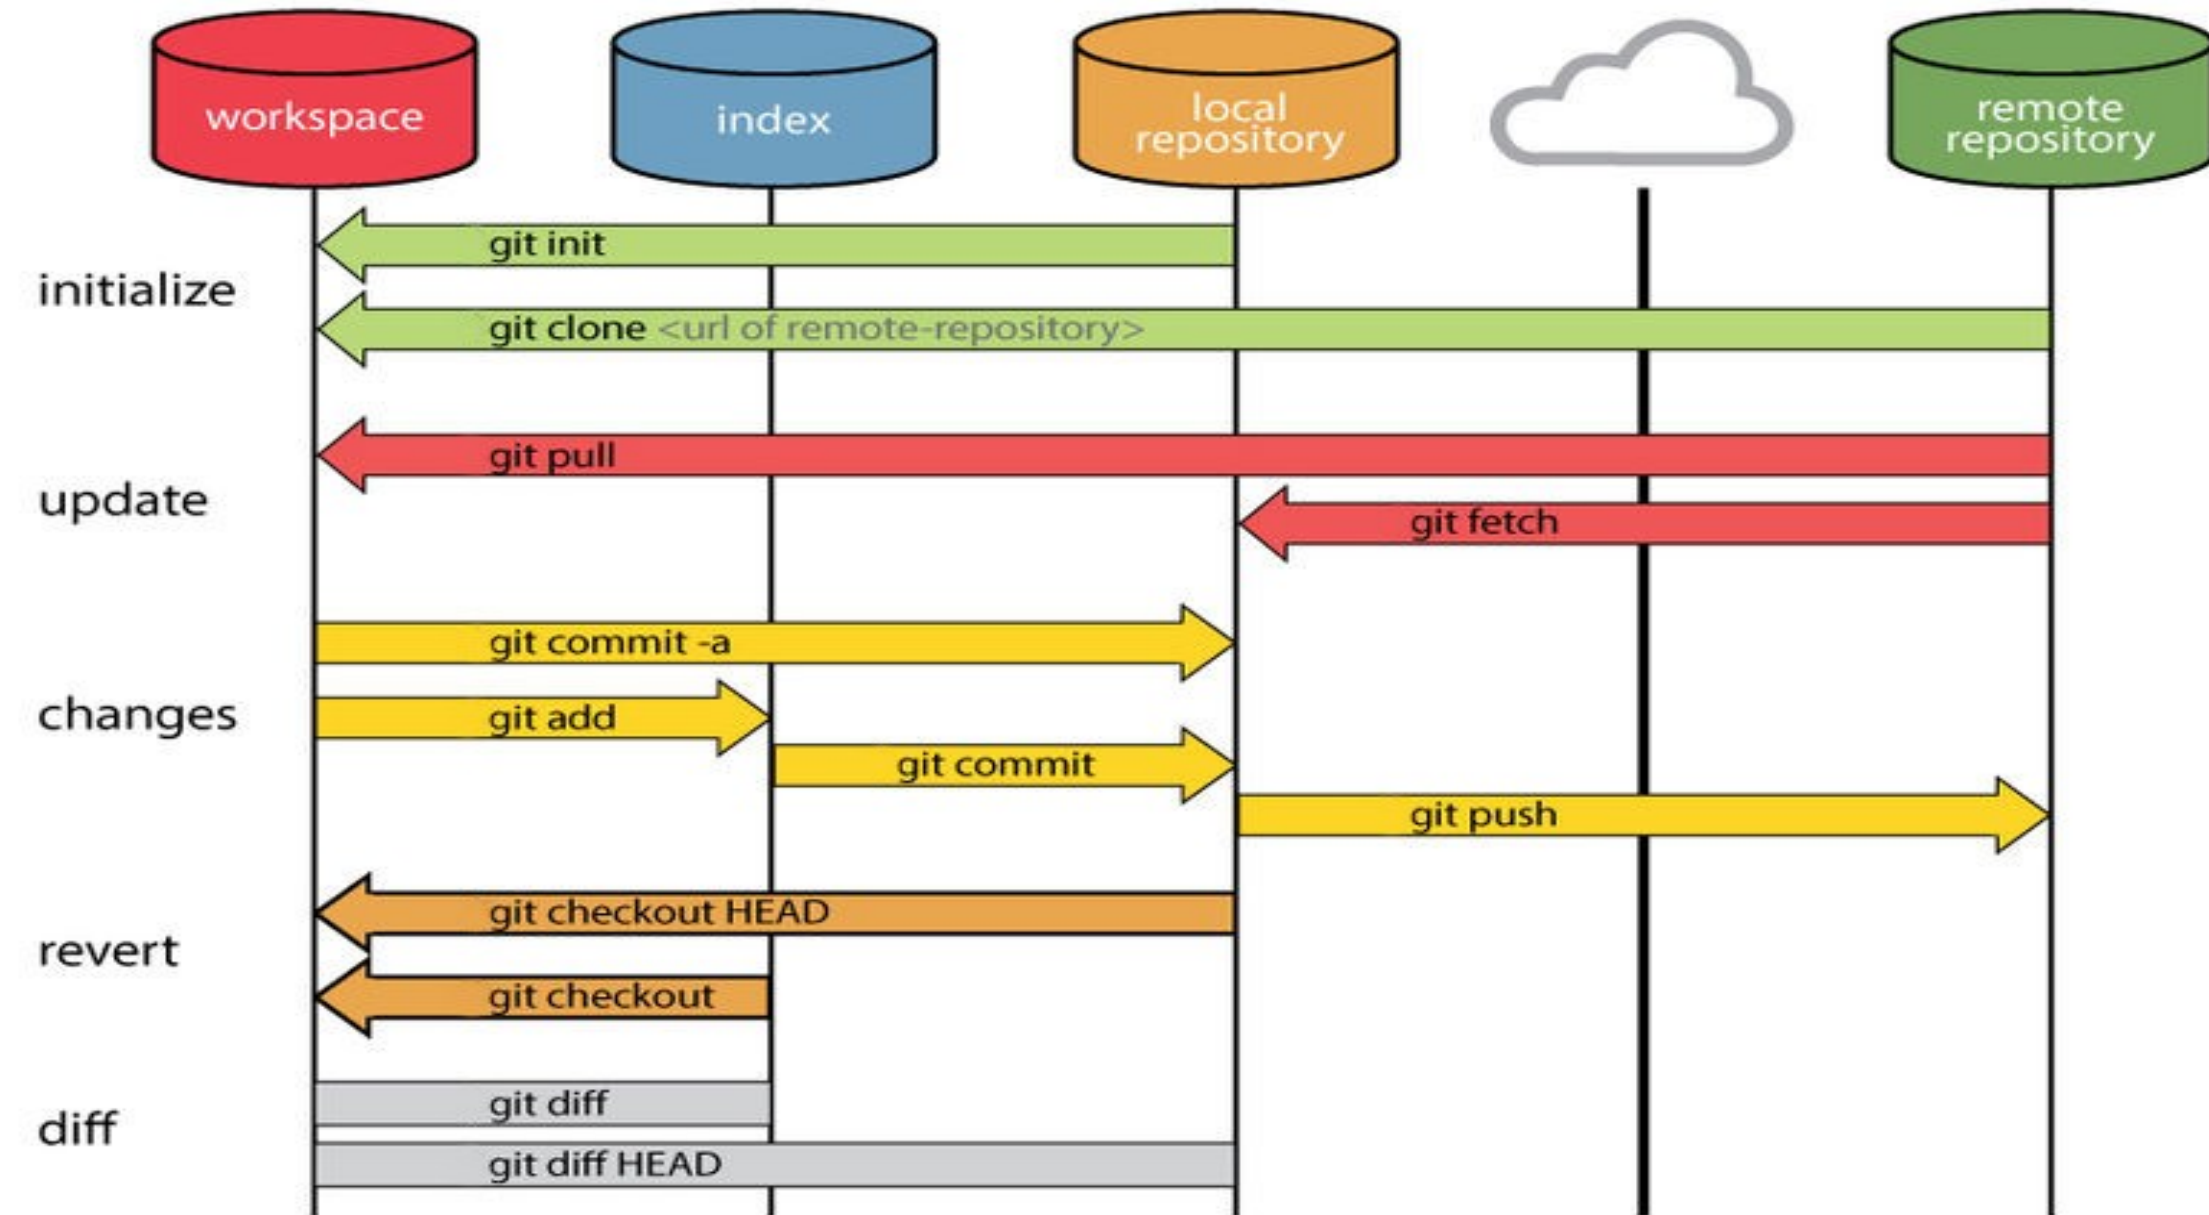 workspace
index
local
repository
remote
repository
initialize
git init
git clone <url of remote-repository>
update
git pull
git fetch
changes
git commit -a
git add
git commit
git push
revert
git checkout HEAD
git checkout
diff
git diff
git diff HEAD